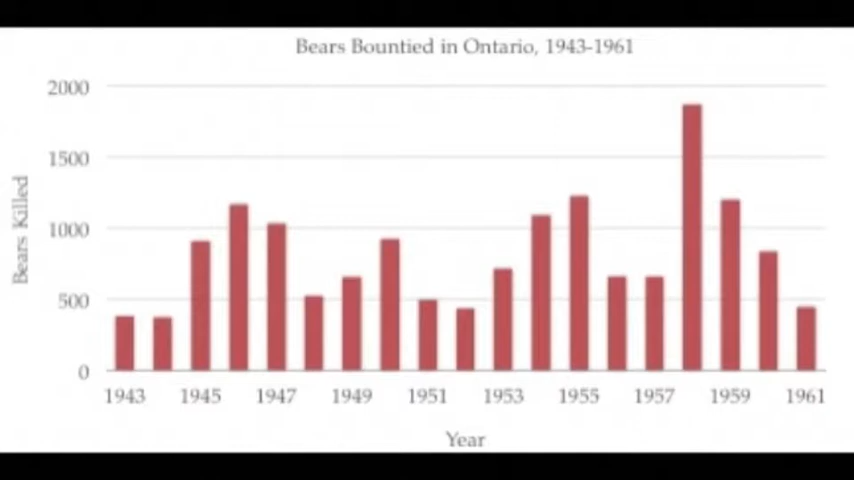 Bears Bountied in Ontario, 1943-1961
2000
1500
1000
500
0
Bears Killed
1943 1945 1947 1949 1951 1953 1955 1957 1959 1961
Year